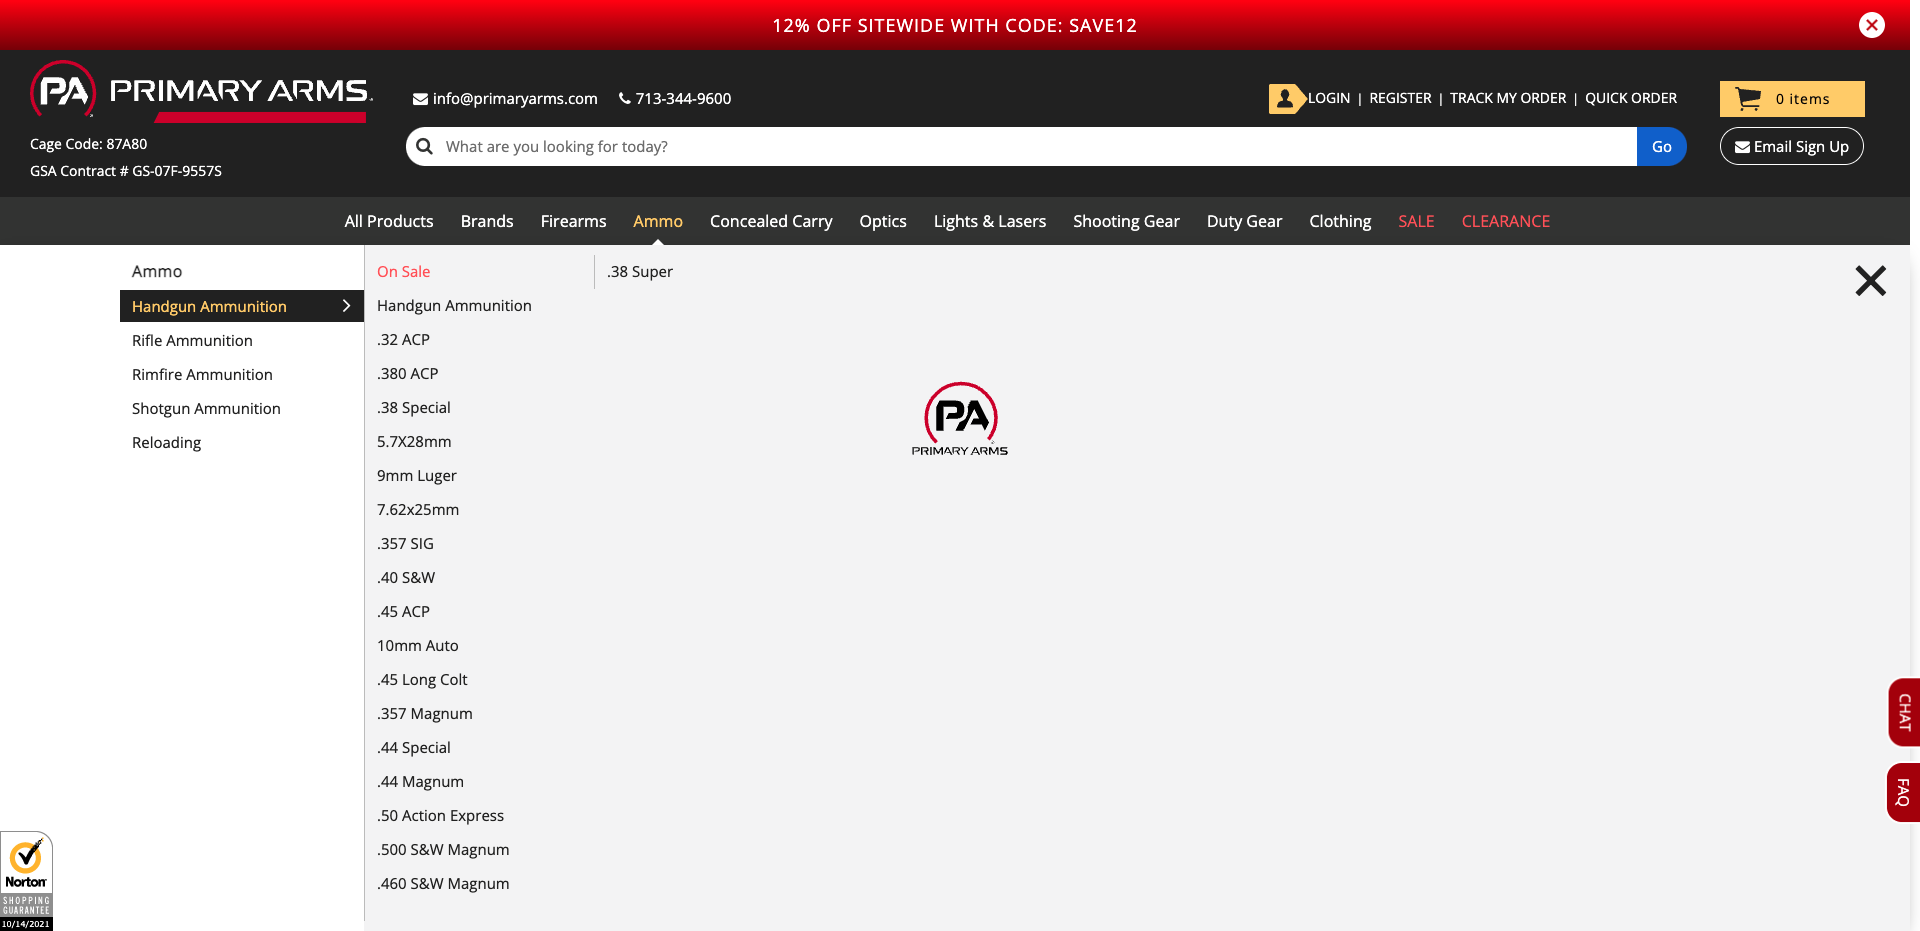 12% OFF SITEWIDE WITH CODE: SAVE12
PA PRIMARY ARMS
Cage Code: 87A80
GSA Contract # GS-07F-9557S
info@primaryarms.com 713-344-9600
LOGIN | REGISTER | TRACK MY ORDER | QUICK ORDER
0 items
What are you looking for today?
Go
Email Sign Up
All Products Brands Firearms Ammo Concealed Carry Optics Lights & Lasers Shooting Gear Duty Gear Clothing SALE CLEARANCE
Ammo
Handgun Ammunition
Rifle Ammunition
Rimfire Ammunition
Shotgun Ammunition
Reloading
On Sale
Handgun Ammunition
.32 ACP
.380 ACP
.38 Special
5.7X28mm
9mm Luger
7.62x25mm
.357 SIG
.40 S&W
.45 ACP
10mm Auto
.45 Long Colt
.357 Magnum
.44 Special
.44 Magnum
.50 Action Express
.500 S&W Magnum
.460 S&W Magnum
.38 Super
PA
PRIMARY ARMS
CHAT
FAQ
Norton
SHOPPING
GUARANTEE
10/14/2021